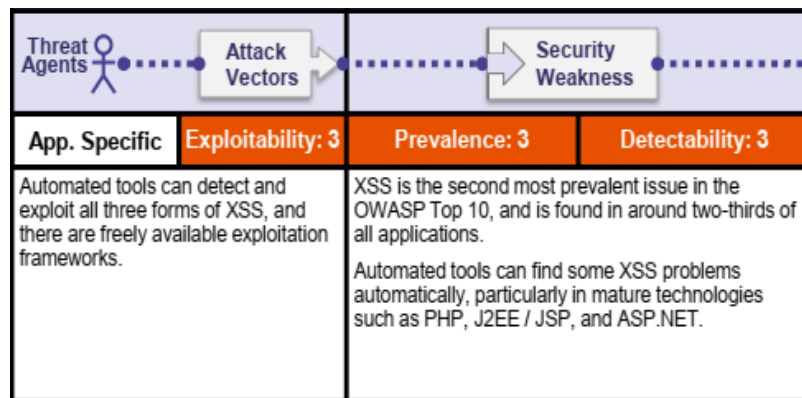 Threat
Agents
Attack
Vectors
Security
Weakness
App. Specific
Exploitability: 3
Prevalence: 3
Detectability: 3
Automated tools can detect and
exploit all three forms of XSS, and
there are freely available exploitation
frameworks.
XSS is the second most prevalent issue in the
OWASP Top 10, and is found in around two-thirds of
all applications.
Automated tools can find some XSS problems
automatically, particularly in mature technologies
such as PHP, J2EE / JSP, and ASP.NET.